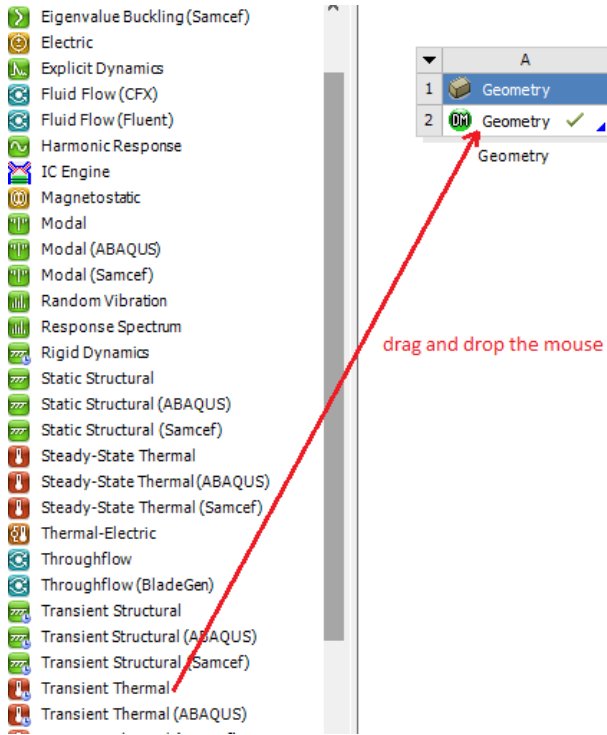 Eigenvalue Buckling (Samcef)
Electric
Explicit Dynamics
Fluid Flow (CFX)
Fluid Flow (Fluent)
Harmonic Response
IC Engine
Magnetostatic
Modal
Modal (ABAQUS)
Modal (Samcef)
Random Vibration
Response Spectrum
Rigid Dynamics
Static Structural
Static Structural (ABAQUS)
Static Structural (Samcef)
Steady-State Thermal
Steady-State Thermal (ABAQUS)
Steady-State Thermal (Samcef)
Thermal-Electric
Throughflow
Throughflow (BladeGen)
Transient Structural
Transient Structural (ABAQUS)
Transient Structural (Samcef)
Transient Thermal
Transient Thermal (ABAQUS)
A
1 Geometry
2 DM Geometry
Geometry
drag and drop the mouse